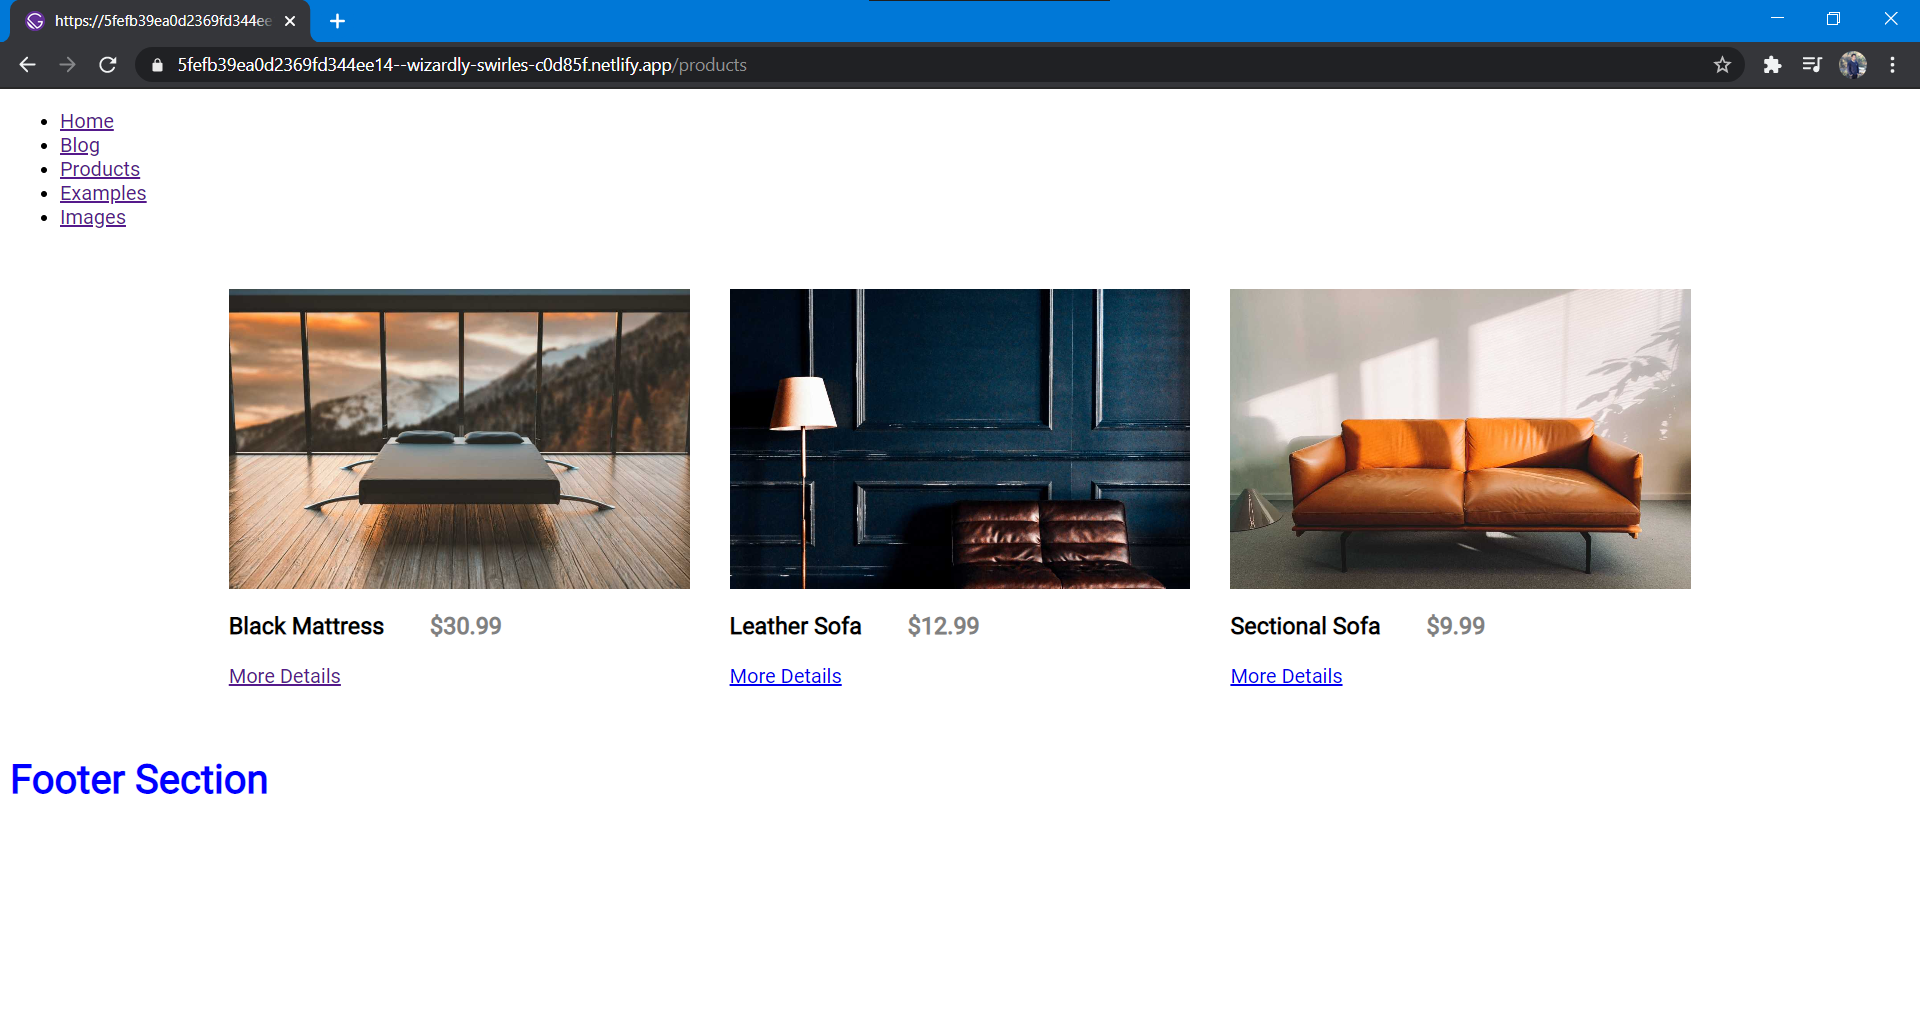 https://5fefb39ea0d2369fd344ee
5fefb39ea0d2369fd344ee14--wizardly-swirles-c0d85f.netlify.app/products
Home
Blog
Products
Examples
Images
Black Mattress $30.99
More Details
Leather Sofa $12.99
More Details
Sectional Sofa $9.99
More Details
Footer Section